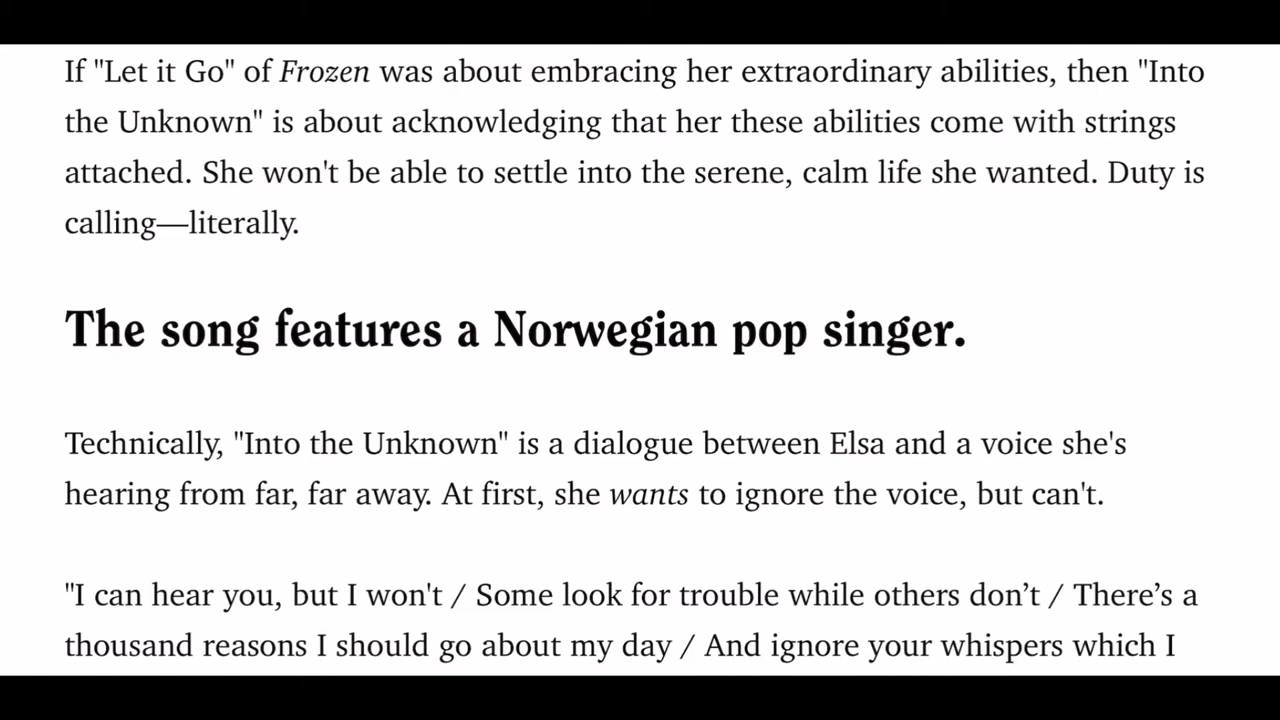 If "Let it Go" of Frozen was about embracing her extraordinary abilities, then "Into
the Unknown" is about acknowledging that her these abilities come with strings
attached. She won't be able to settle into the serene, calm life she wanted. Duty is
calling—literally.
The song features a Norwegian pop singer.
Technically, "Into the Unknown" is a dialogue between Elsa and a voice she's
hearing from far, far away. At first, she wants to ignore the voice, but can't.
"I can hear you, but I won't / Some look for trouble while others don’t / There’s a
thousand reasons I should go about my day / And ignore your whispers which I